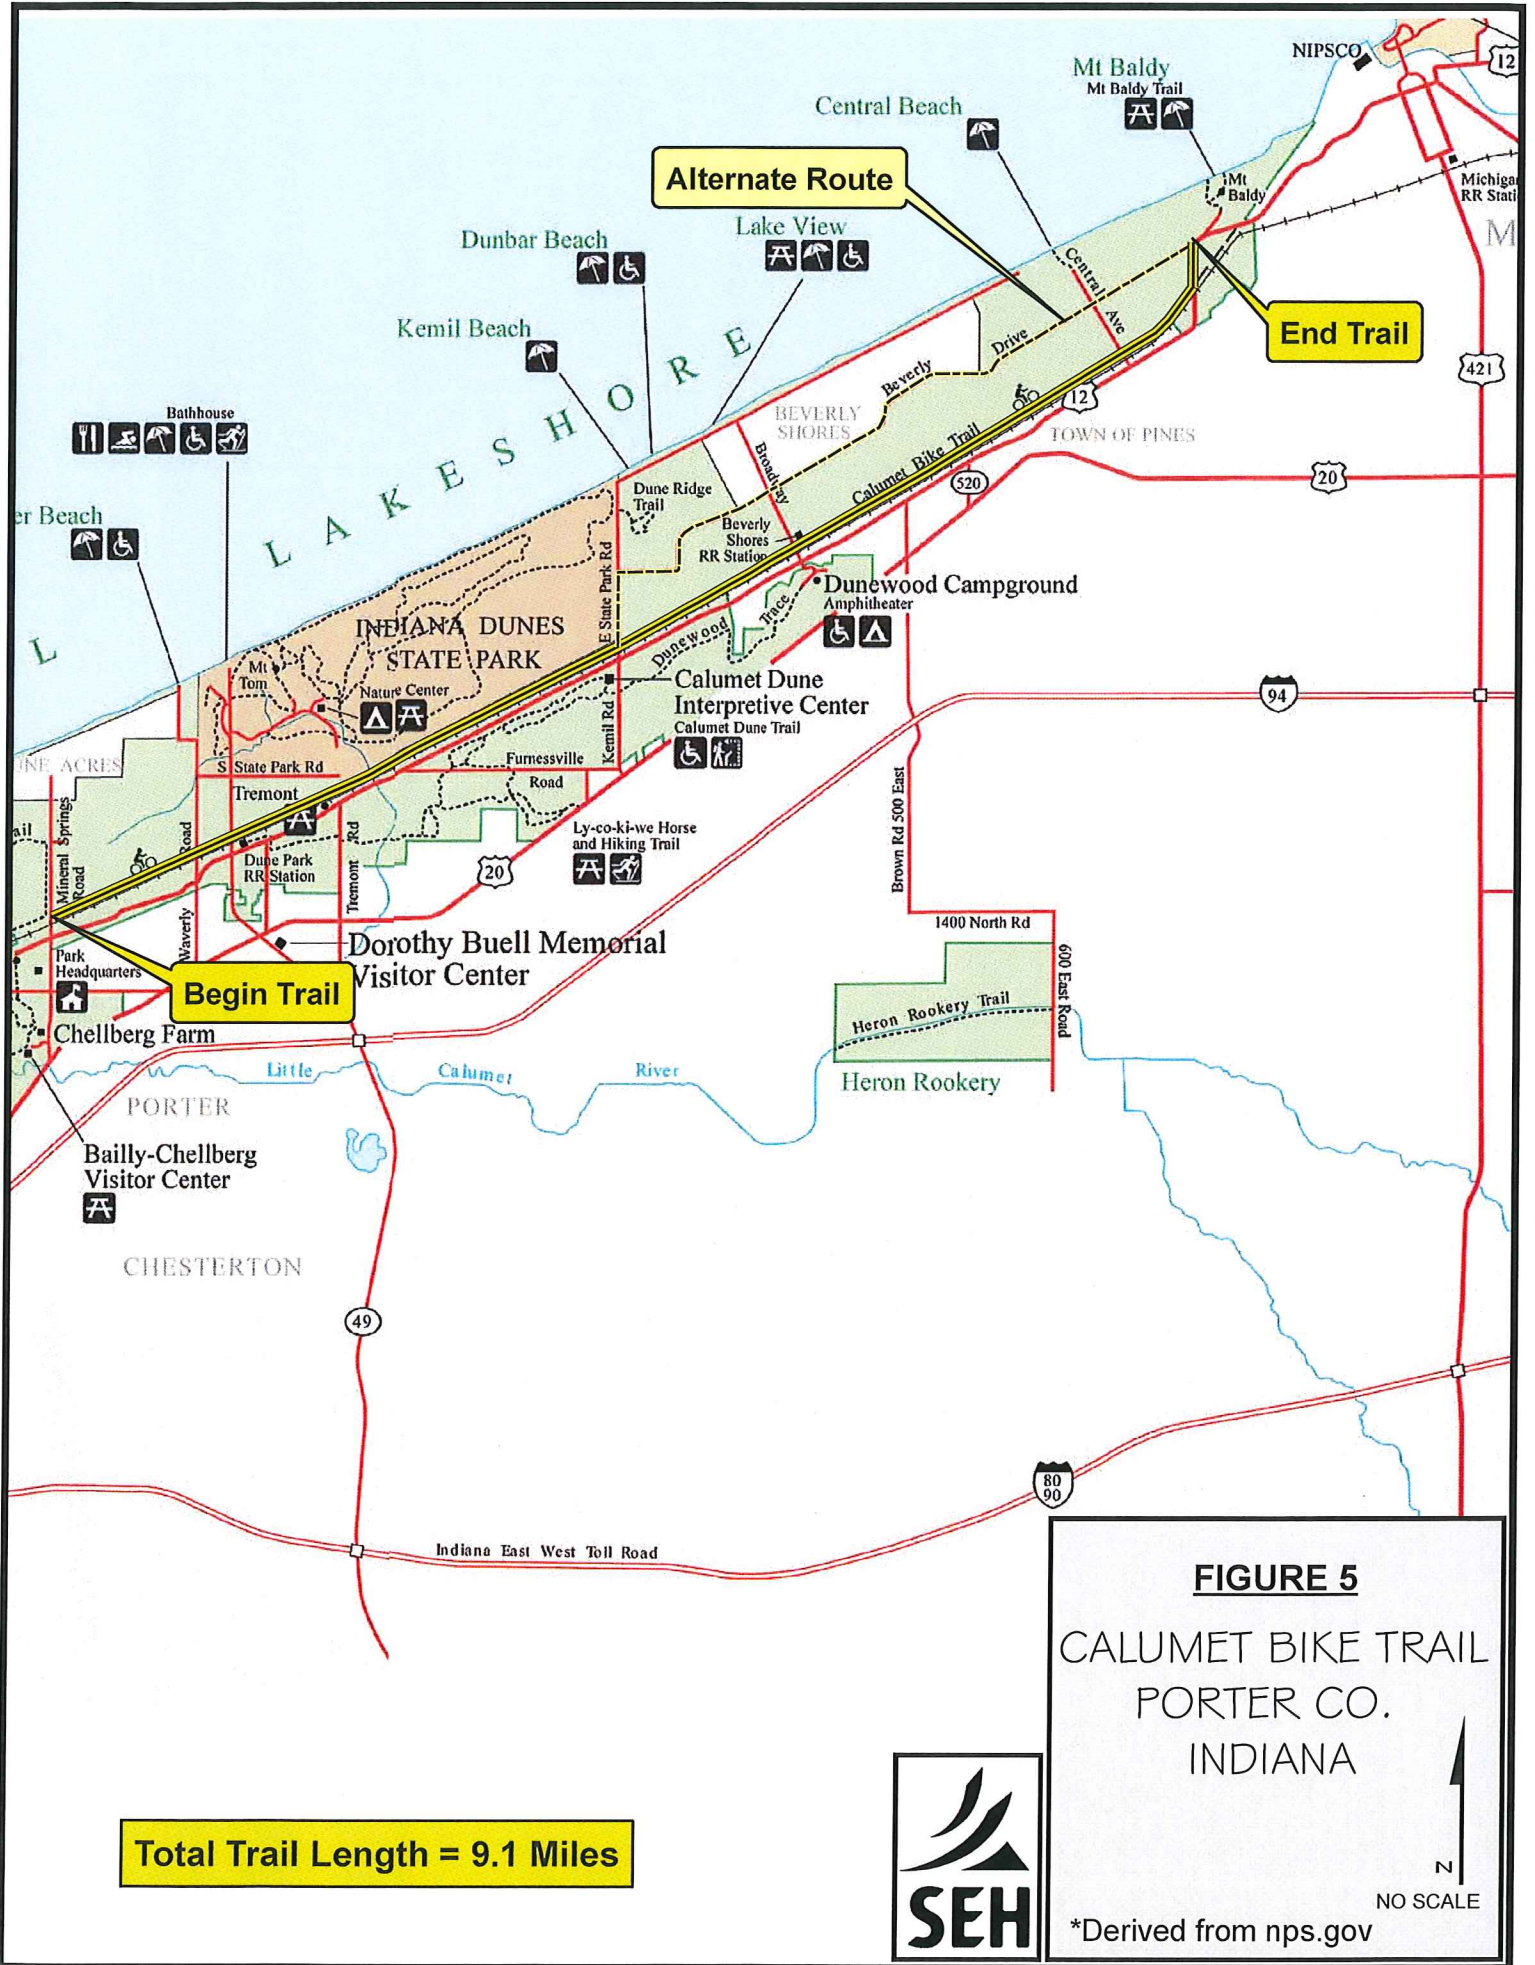 NIPSCO
12
Mt Baldy
Mt Baldy Trail
Central Beach
Alternate Route
Mt
Baldy
RR Stati
M
Lake View
Dunbar Beach
Central
Ave
End Trail
Kemil Beach
Drive
Beverly
421
LAKESHORE
Bathhouse
BEVERLY
SHORES
12
TOWN OF PINES
Calumet Bike Trail
Broadway
520
20
Dune Ridge
Trail
er Beach
Beverly
Shores
RR Station
E State Park Rd
Dunewood Campground
Amphitheater
INDIANA DUNES
STATE PARK
Dunewood Trace
L
Mt
Tom
Nature Center
Calumet Dune
Interpretive Center
Calumet Dune Trail
Kemil Rd
94
Furnessville
Road
UNE ACRES
S State Park Rd
Tremont
ail
Mineral Springs
Road
Waverly Road
Dune Park
RR Station
Tremont Rd
20
Ly-co-ki-we Horse
and Hiking Trail
Brown Rd 500 East
1400 North Rd
600 East Road
Dorothy Buell Memorial
Visitor Center
Park
Headquarters
Begin Trail
Heron Rookery Trail
Heron Rookery
Chellberg Farm
Little Calumet River
PORTER
Bailly-Chellberg
Visitor Center
CHESTERTON
49
80
90
Indiana East West Toll Road
FIGURE 5
CALUMET BIKE TRAIL
PORTER CO.
INDIANA
N
NO SCALE
*Derived from nps.gov
SEH
Total Trail Length = 9.1 Miles